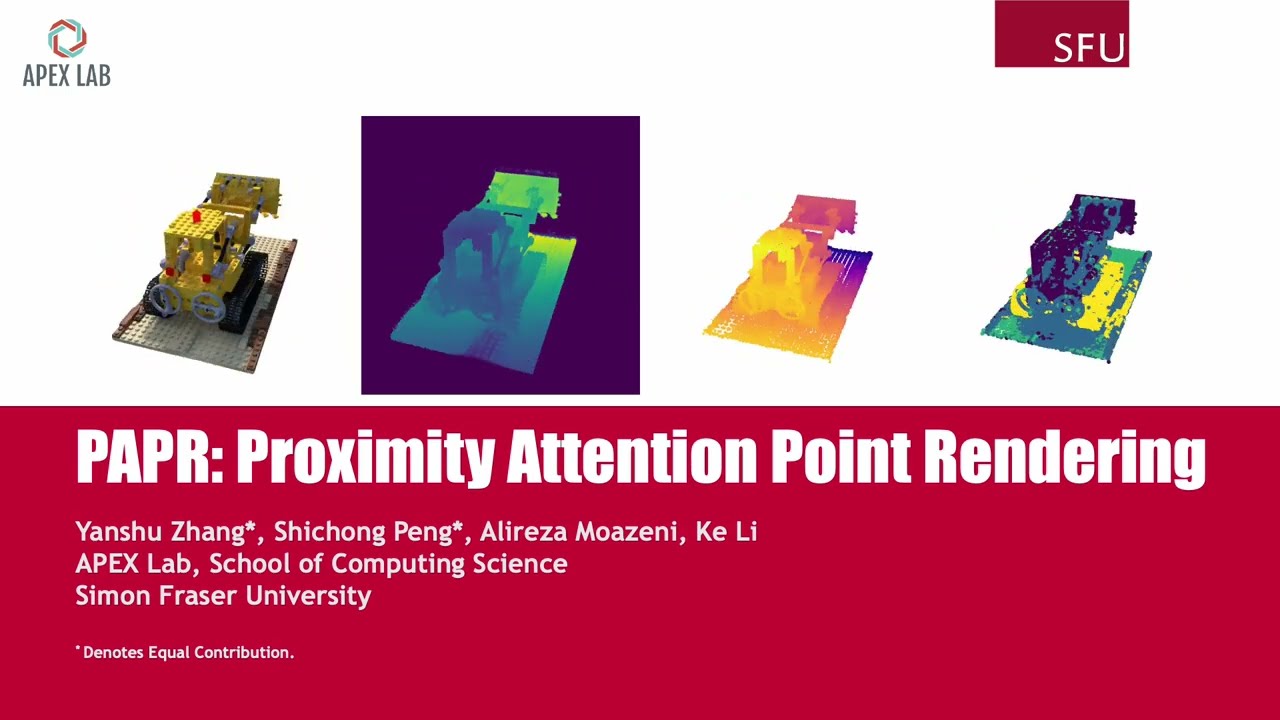 APEX LAB
SFU
PAPR: Proximity Attention Point Rendering
Yanshu Zhang*, Shichong Peng*, Alireza Moazeni, Ke Li
APEX Lab, School of Computing Science
Simon Fraser University
* Denotes Equal Contribution.